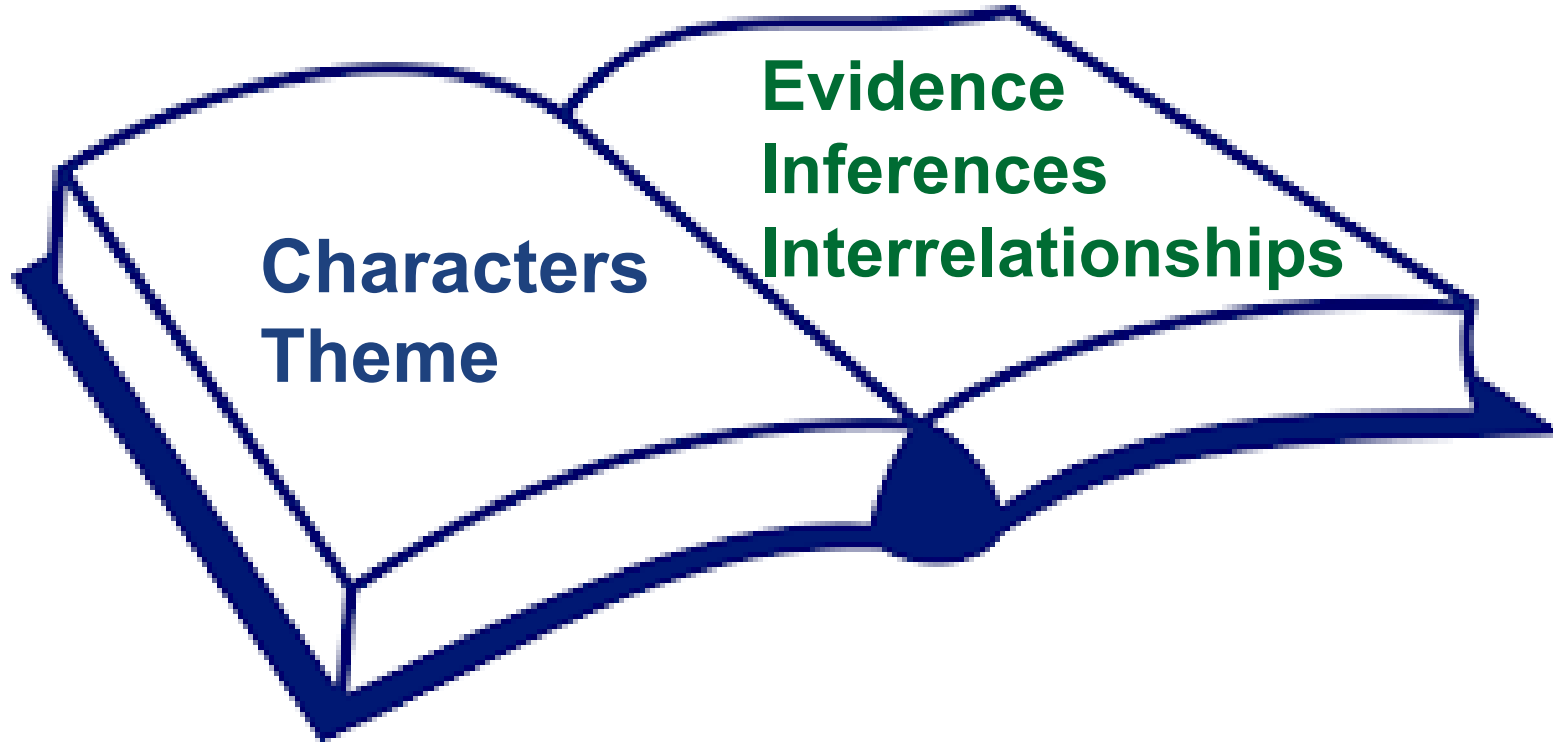 Characters
Theme
Evidence
Inferences
Interrelationships